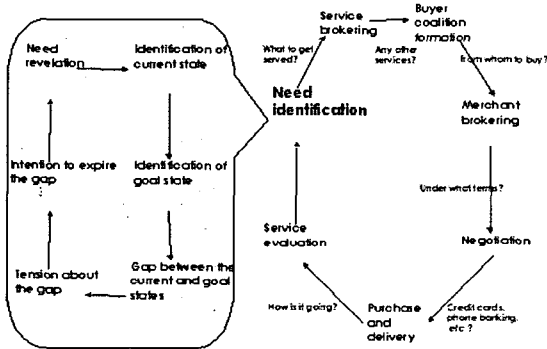 Need
revelation
Identification of
current state
Intention to expire
the gap
Identification of
goal state
Tension about
the gap
Gap between the
current and goal
states
Service
brokering
Buyer
coalition
formation
What to get
served?
Any other
services?
From whom to buy?
Need
identification
Merchant
brokering
Under what terms?
Service
evaluation
Negotiation
How is it going?
Purchase
and
delivery
Credit cards,
phone banking,
etc ?